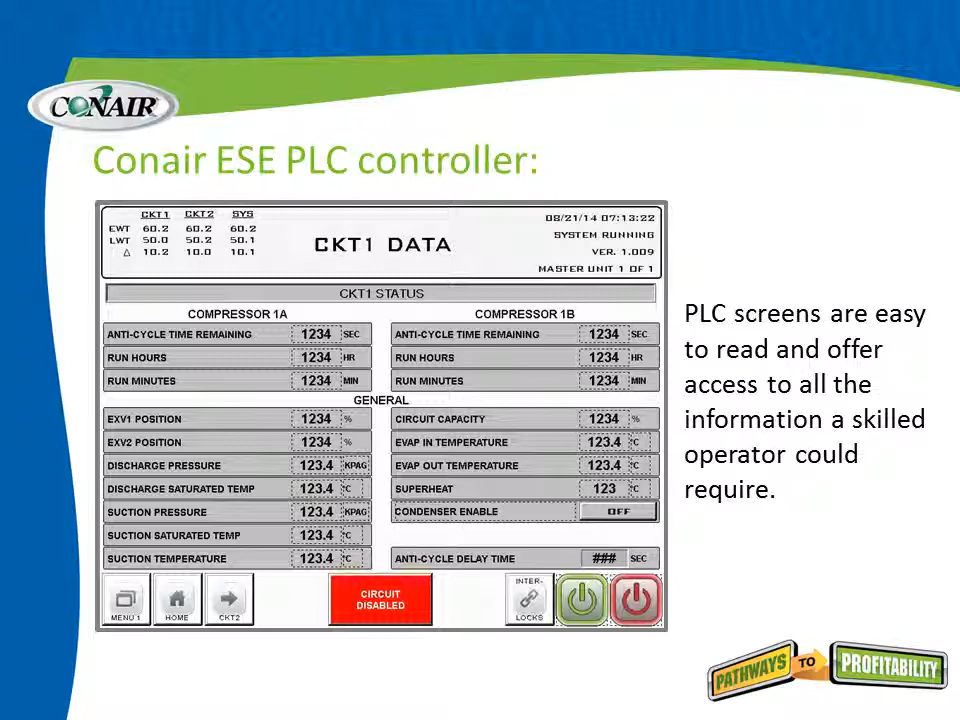 CONAIR
Conair ESE PLC controller:
CKT1 CKT2 SYS
EWT 60.2 60.2 60.2
LWT 50.0 50.2 50.1
Δ 10.2 10.0 10.1
CKT1 DATA
08/21/14 07:13:22
SYSTEM RUNNING
VER. 1.009
MASTER UNIT 1 OF 1
CKT1 STATUS
COMPRESSOR 1A COMPRESSOR 1B
ANTI-CYCLE TIME REMAINING 1234 SEC ANTI-CYCLE TIME REMAINING 1234 SEC
RUN HOURS 1234 HR RUN HOURS 1234 HR
RUN MINUTES 1234 MIN RUN MINUTES 1234 MIN
GENERAL
EXV1 POSITION 1234 % CIRCUIT CAPACITY 1234 %
EXV2 POSITION 1234 % EVAP IN TEMPERATURE 123.4 °C
DISCHARGE PRESSURE 123.4 KPAG EVAP OUT TEMPERATURE 123.4 °C
DISCHARGE SATURATED TEMP 123.4 °C SUPERHEAT 123 °C
SUCTION PRESSURE 123.4 KPAG CONDENSER ENABLE OFF
SUCTION SATURATED TEMP 123.4 °C
SUCTION TEMPERATURE 123.4 °C ANTI-CYCLE DELAY TIME ### SEC
MENU 1 HOME CKT2
CIRCUIT
DISABLED
INTER-
LOCKS
PLC screens are easy
to read and offer
access to all the
information a skilled
operator could
require.
PATHWAYS TO PROFITABILITY